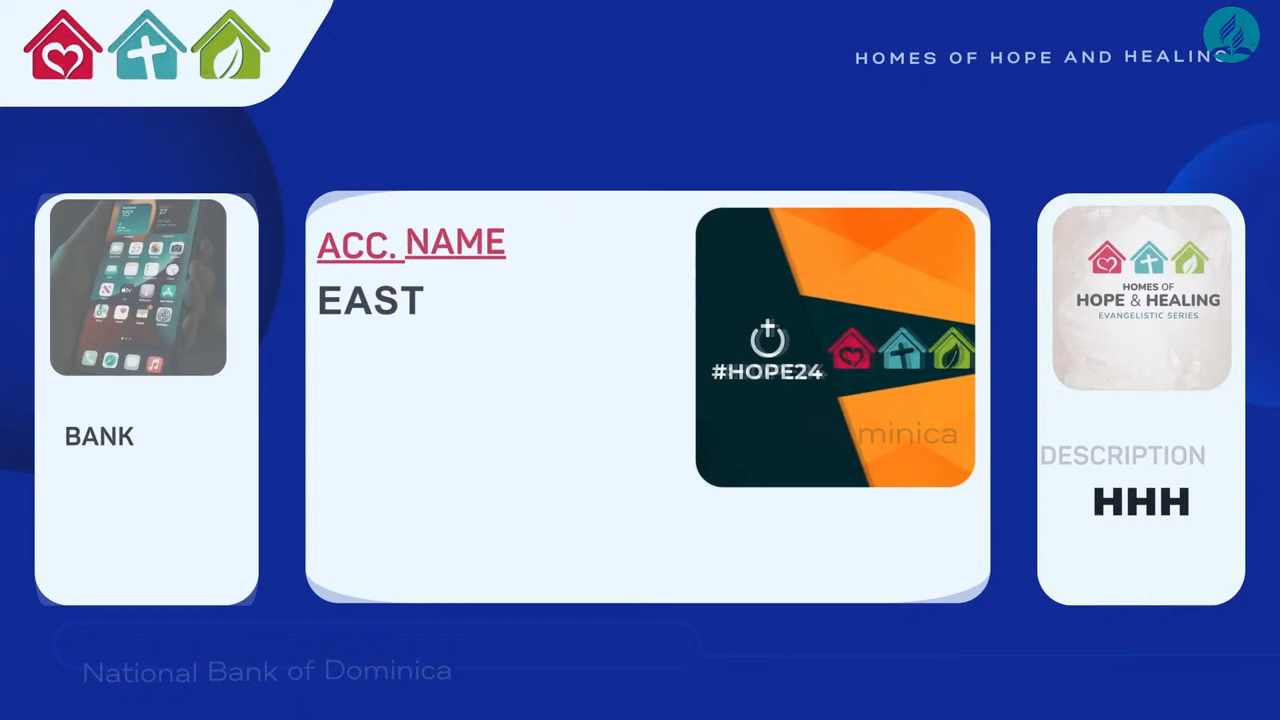 HOMES OF HOPE AND HEALING
BANK
ACC. NAME
EAST
#HOPE24
minica
HOMES OF
HOPE & HEALING
EVANGELISTIC SERIES
DESCRIPTION
HHH
National Bank of Dominica